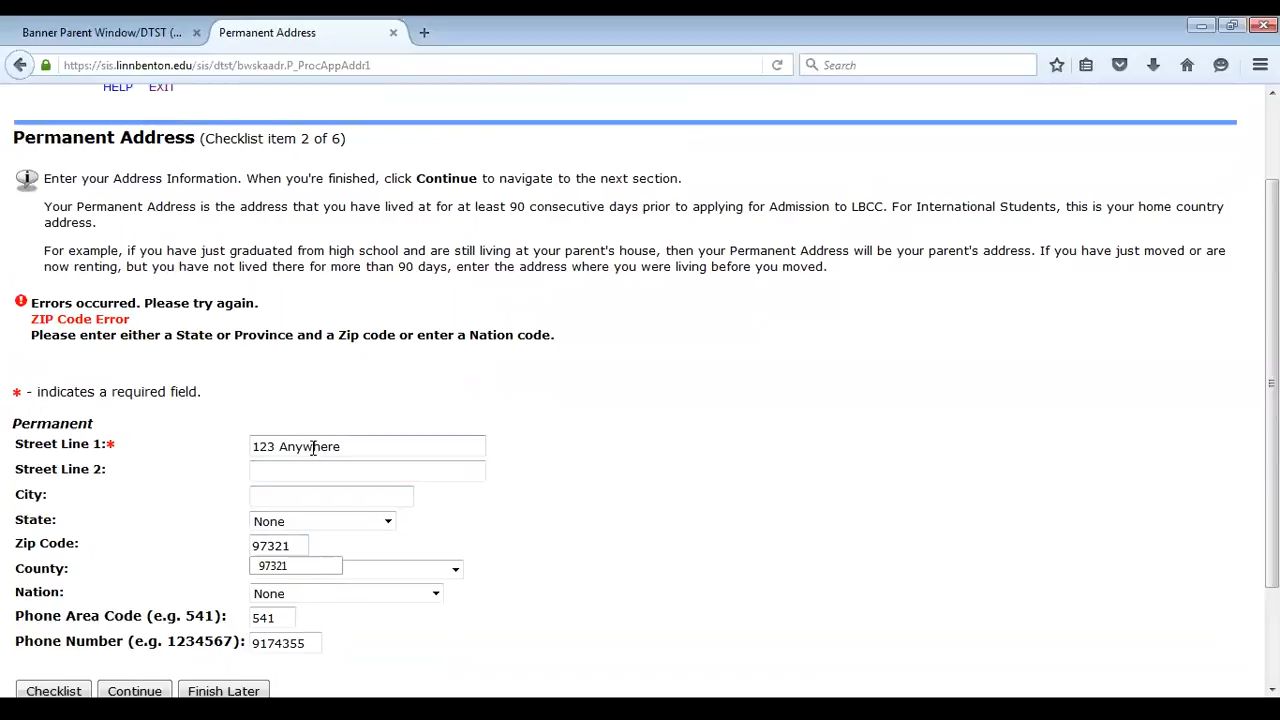 Banner Parent Window/DTST (...
Permanent Address
https://sis.linnbenton.edu/sis/dtst/bwskaadr.P_ProcAppAddr1
Search
HELP EXIT
Permanent Address (Checklist item 2 of 6)
Enter your Address Information. When you're finished, click Continue to navigate to the next section.
Your Permanent Address is the address that you have lived at for at least 90 consecutive days prior to applying for Admission to LBCC. For International Students, this is your home country
address.
For example, if you have just graduated from high school and are still living at your parent's house, then your Permanent Address will be your parent's address. If you have just moved or are
now renting, but you have not lived there for more than 90 days, enter the address where you were living before you moved.
Errors occurred. Please try again.
ZIP Code Error
Please enter either a State or Province and a Zip code or enter a Nation code.
* - indicates a required field.
Permanent
Street Line 1:* 123 Anywhere
Street Line 2:
City:
State: None
Zip Code: 97321
97321
County:
Nation: None
Phone Area Code (e.g. 541): 541
Phone Number (e.g. 1234567): 9174355
Checklist Continue Finish Later